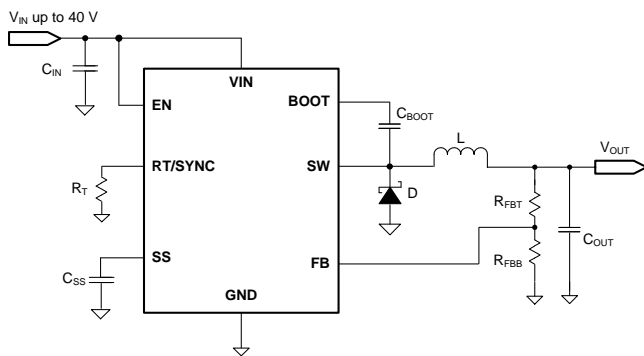 V_IN up to 40 V
C_IN
VIN
EN
BOOT
C_BOOT
RT/SYNC
R_T
SW
L
V_OUT
D
R_FBT
C_OUT
SS
C_SS
FB
R_FBB
GND